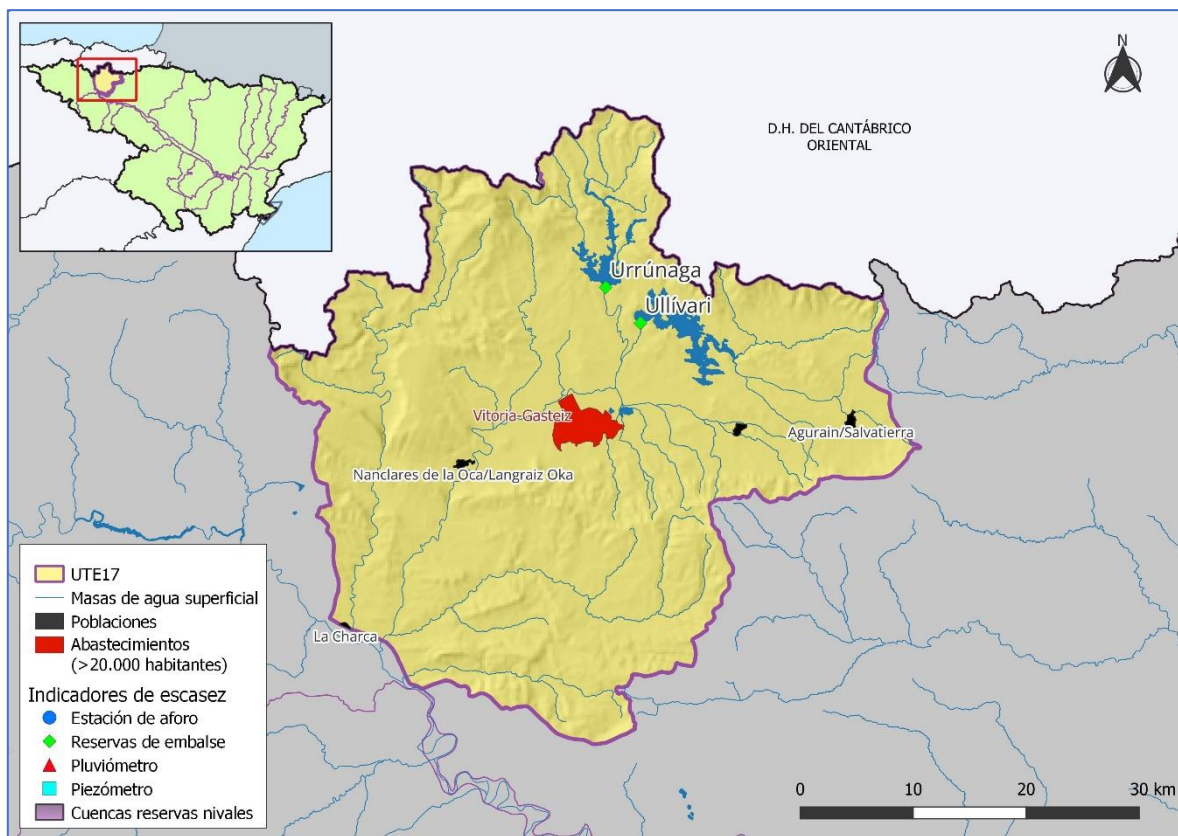 N
D.H. DEL CANTÁBRICO
ORIENTAL
Urrúnaga
Ullívari
Vitoria-Gasteiz
Agurain/Salvatierra
Nanclares de la Oca/Langraiz Oka
La Charca
UTE17
Masas de agua superficial
Poblaciones
Abastecimientos
(>20.000 habitantes)
Indicadores de escasez
Estación de aforo
Reservas de embalse
Pluviómetro
Piezómetro
Cuencas reservas nivales
0 10 20 30 km